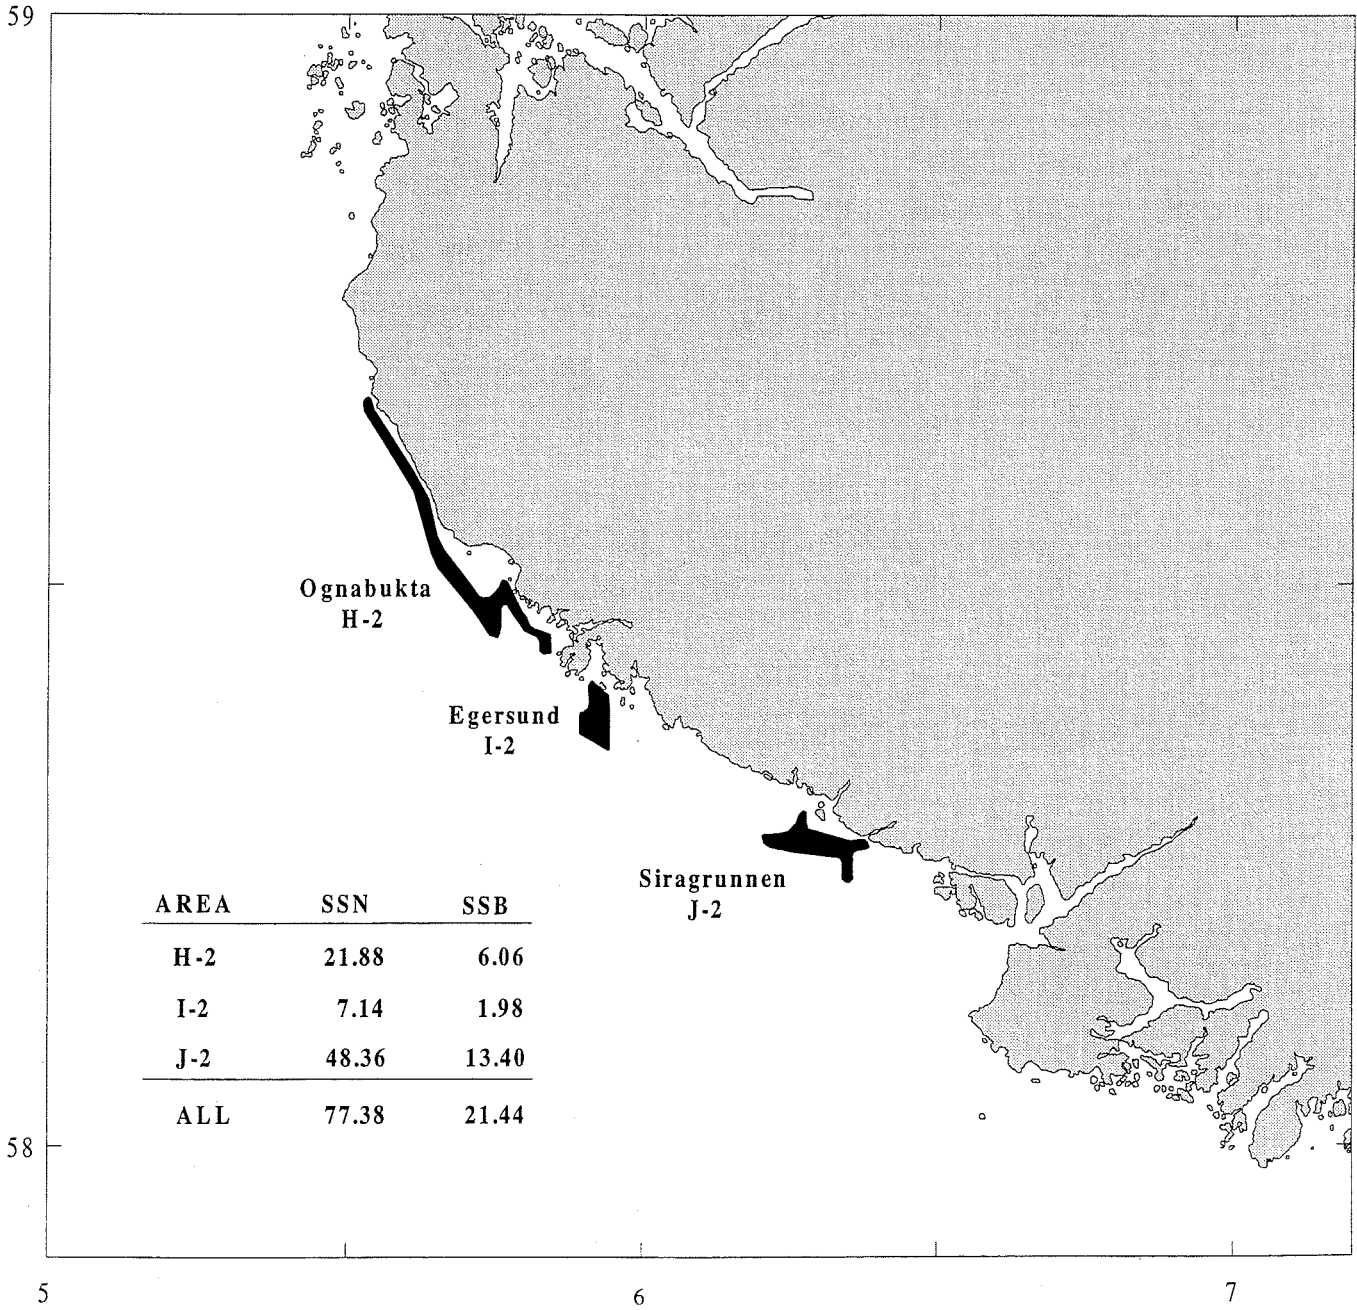 59
Ognabukta
H-2
Egersund
I-2
Siragrunnen
J-2
AREA SSN SSB
H-2 21.88 6.06
I-2 7.14 1.98
J-2 48.36 13.40
ALL 77.38 21.44
58
5 6 7